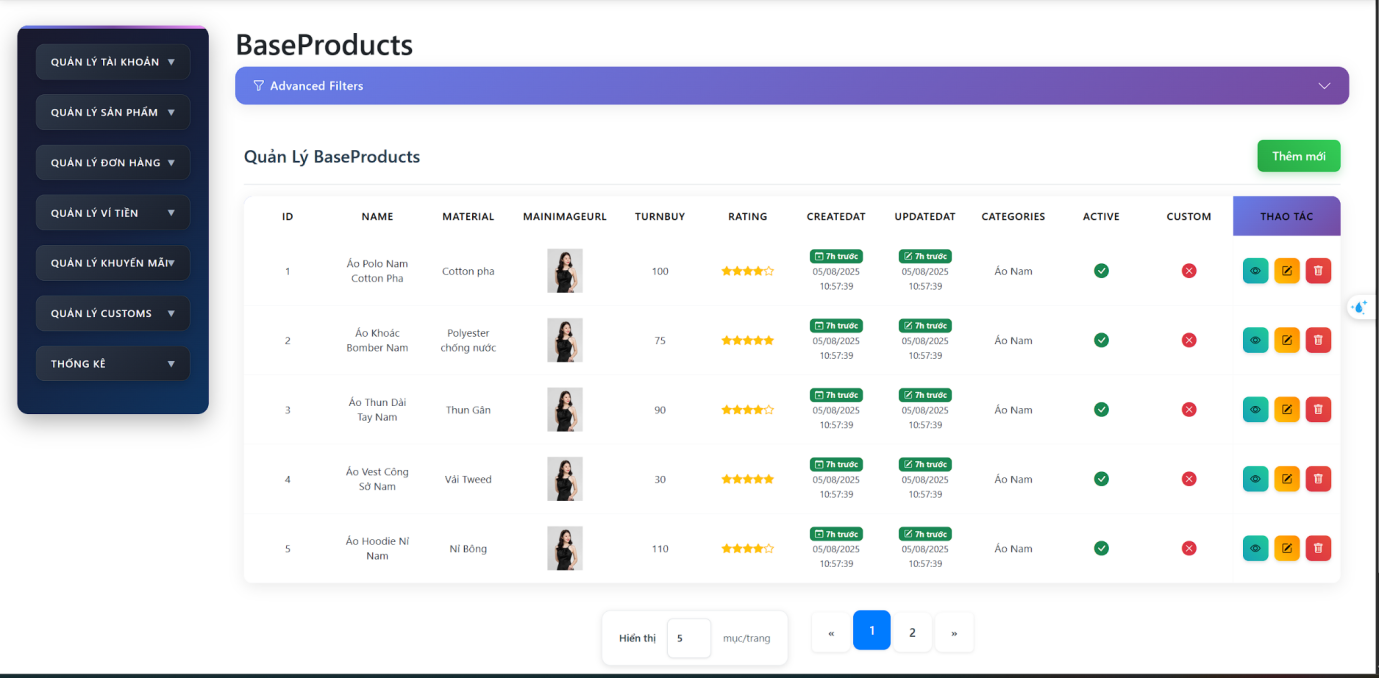 BaseProducts
Advanced Filters
QUẢN LÝ TÀI KHOẢN ▼
QUẢN LÝ SẢN PHẨM ▼
QUẢN LÝ ĐƠN HÀNG ▼
QUẢN LÝ VÍ TIỀN ▼
QUẢN LÝ KHUYẾN MÃI▼
QUẢN LÝ CUSTOMS ▼
THỐNG KÊ ▼
Quản Lý BaseProducts
Thêm mới
ID NAME MATERIAL MAINIMAGEURL TURNBUY RATING CREATEDAT UPDATEDAT CATEGORIES ACTIVE CUSTOM THAO TÁC
1 Áo Polo Nam Cotton Pha Cotton pha 100 7h trước 05/08/2025 10:57:39 7h trước 05/08/2025 10:57:39 Áo Nam
2 Áo Khoác Bomber Nam Polyester chống nước 75 7h trước 05/08/2025 10:57:39 7h trước 05/08/2025 10:57:39 Áo Nam
3 Áo Thun Dài Tay Nam Thun Gân 90 7h trước 05/08/2025 10:57:39 7h trước 05/08/2025 10:57:39 Áo Nam
4 Áo Vest Công Sở Nam Vải Tweed 30 7h trước 05/08/2025 10:57:39 7h trước 05/08/2025 10:57:39 Áo Nam
5 Áo Hoodie Nỉ Nam Nỉ Bông 110 7h trước 05/08/2025 10:57:39 7h trước 05/08/2025 10:57:39 Áo Nam
Hiển thị 5 mục/trang « 1 2 »